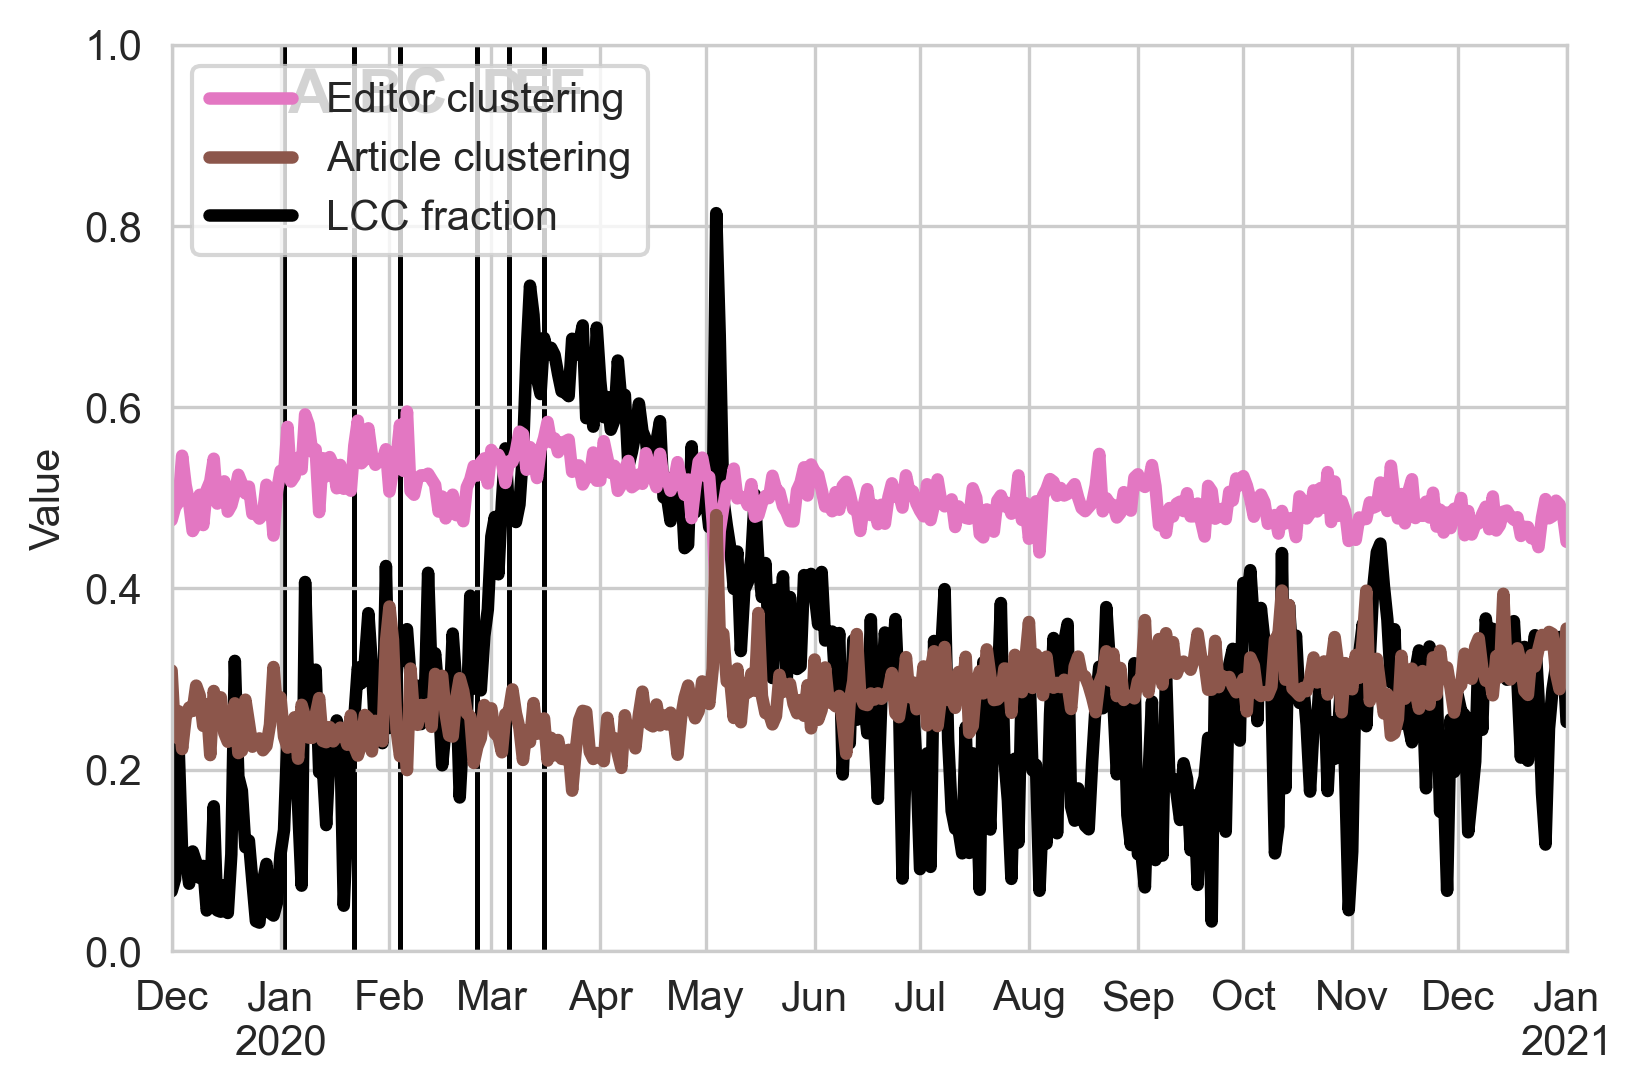 1.0
0.8
0.6
0.4
0.2
0.0
Value
A B C D E F
Editor clustering
Article clustering
LCC fraction
Dec Jan Feb Mar Apr May Jun Jul Aug Sep Oct Nov Dec Jan
2020 2021